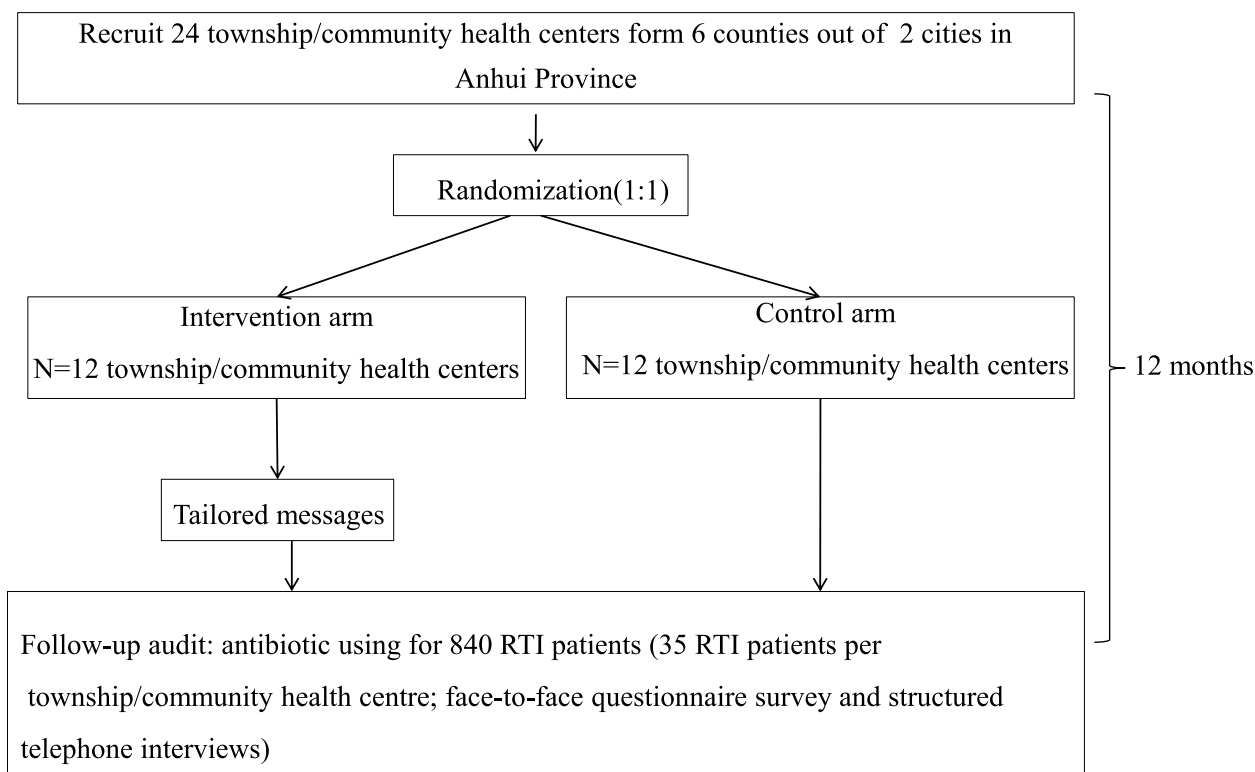 Recruit 24 township/community health centers form 6 counties out of 2 cities in
Anhui Province
Randomization(1:1)
Intervention arm
N=12 township/community health centers
Control arm
N=12 township/community health centers
12 months
Tailored messages
Follow-up audit: antibiotic using for 840 RTI patients (35 RTI patients per
township/community health centre; face-to-face questionnaire survey and structured
telephone interviews)